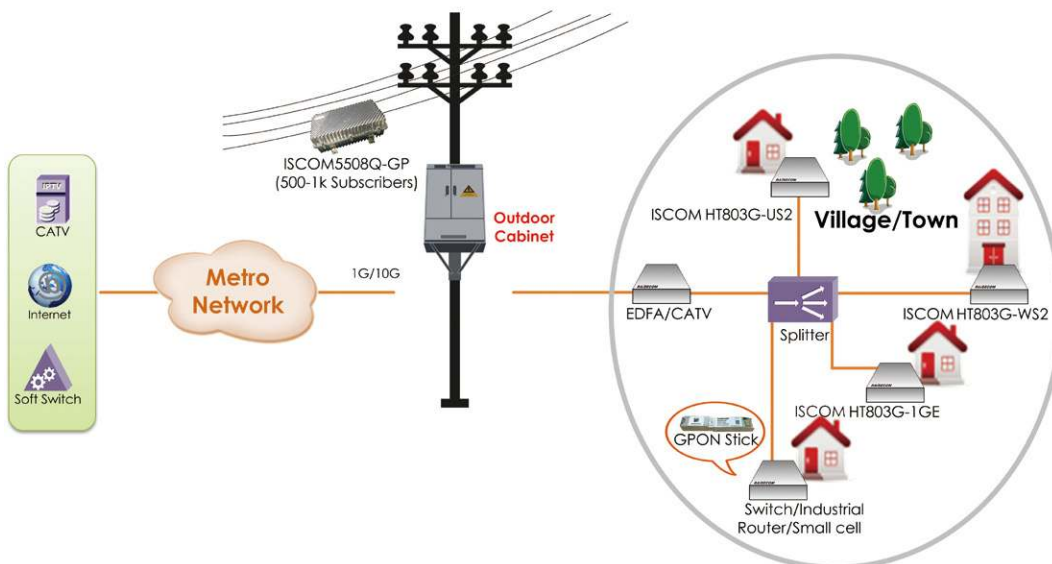 IPTV
CATV
Internet
Soft Switch
Metro
Network
1G/10G
ISCOM5508Q-GP
(500-1k Subscribers)
Outdoor
Cabinet
ISCOM HT803G-US2
Village/Town
EDFA/CATV
Splitter
ISCOM HT803G-WS2
ISCOM HT803G-1GE
GPON Stick
Switch/Industrial
Router/Small cell